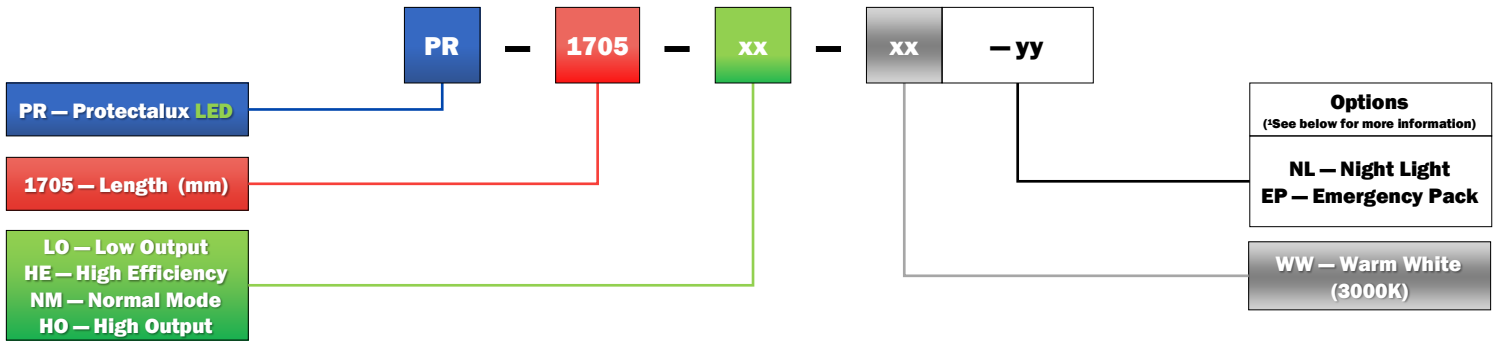 PR — 1705 — xx — xx — yy
PR — Protectalux LED
1705 — Length (mm)
LO — Low Output
HE — High Efficiency
NM — Normal Mode
HO — High Output
Options
(¹See below for more information)
NL — Night Light
EP — Emergency Pack
WW — Warm White
(3000K)